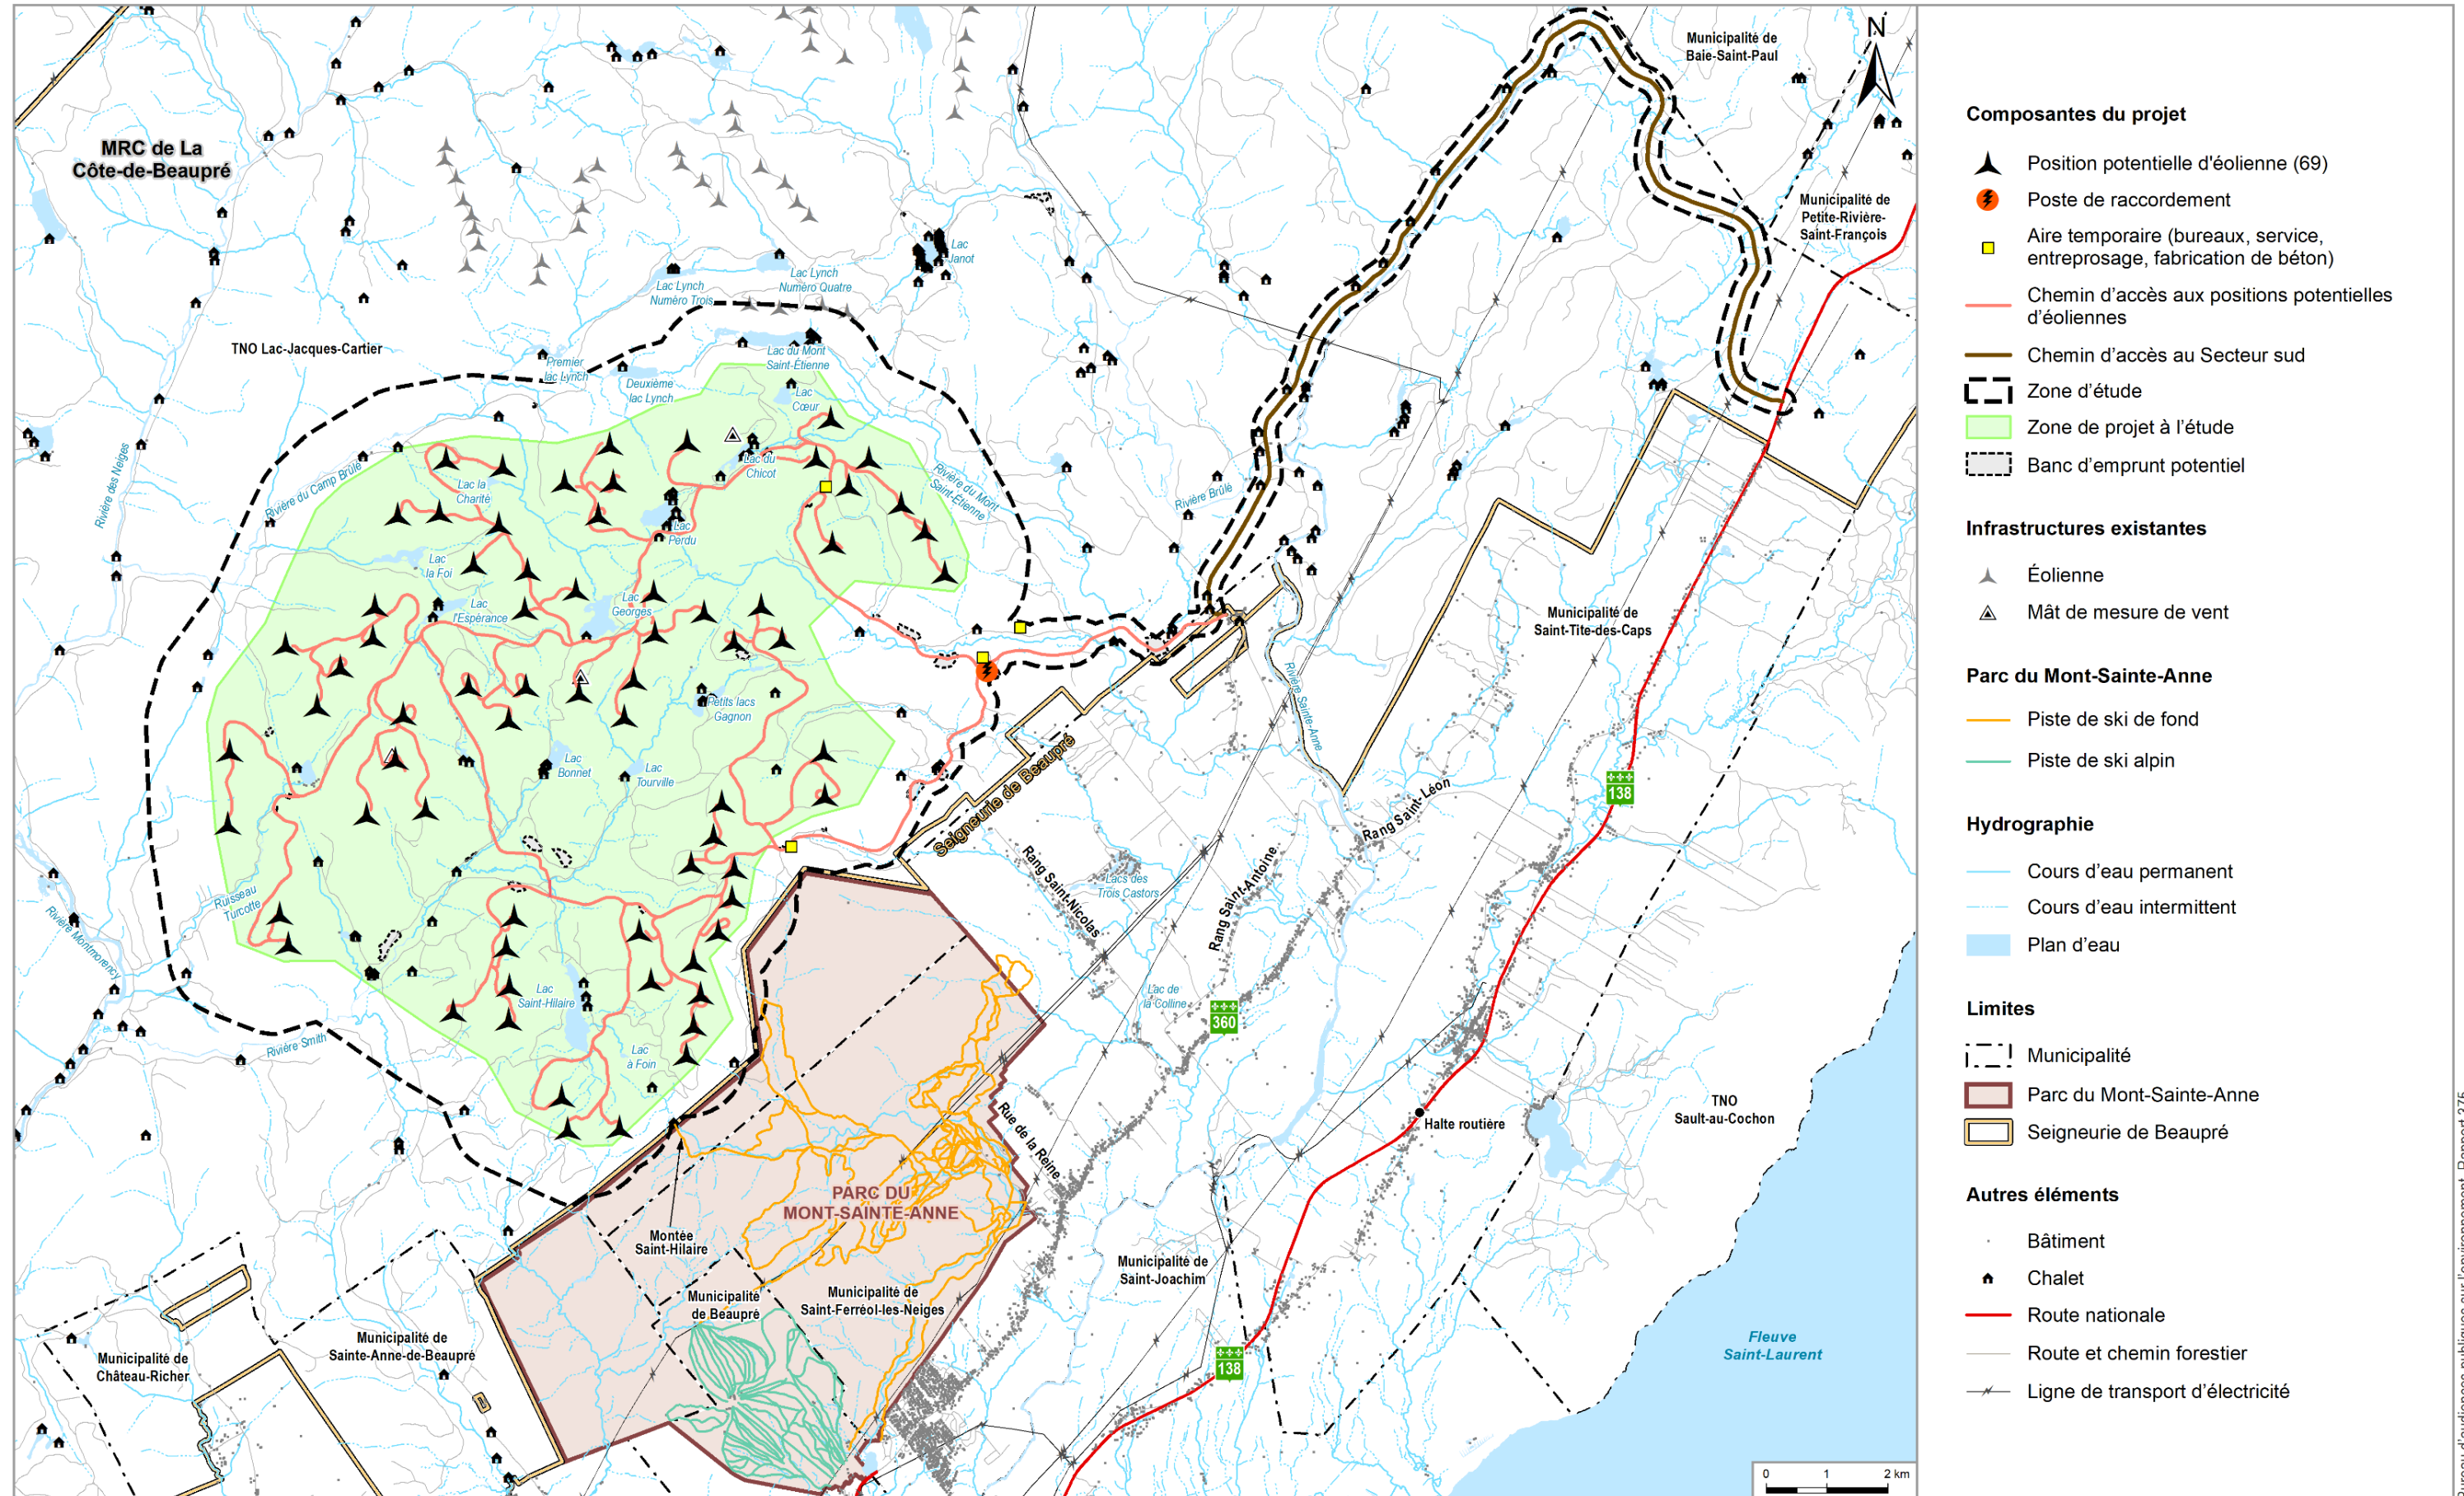 MRC de La
Côte-de-Beaupré
TNO Lac-Jacques-Cartier
Municipalité de
Baie-Saint-Paul
N
Municipalité de
Petite-Rivière-
Saint-François
Lac
Janot
Lac Lynch
Numéro Quatre
Lac Lynch
Numéro Trois
Lac du Mont
Saint-Étienne
Premier
lac Lynch
Deuxième
lac Lynch
Lac
Cœur
Rivière des Neiges
Rivière du Camp Brûlé
Lac la
Charité
Lac du
Chicot
Rivière du Mont
Saint-Étienne
Rivière Brûlé
Lac
Perdu
Lac
la Foi
Lac
l'Espérance
Lac
Georges
Municipalité de
Saint-Tite-des-Caps
Rivière Sainte-Anne
Petits lacs
Gagnon
Lac
Bonnet
Lac
Tourville
Seigneurie de Beaupré
138
Rang Saint-Léon
Rang Saint-Nicolas
Lacs des
Trois Castors
Rang Saint-Antoine
Ruisseau
Turcotte
Rivière Montmorency
Lac
Saint-Hilaire
Lac de
la Colline
360
Rivière Smith
Lac
à Foin
Rue de la Reine
Halte routière
TNO
Sault-au-Cochon
PARC DU
MONT-SAINTE-ANNE
Montée
Saint-Hilaire
Municipalité
de Beaupré
Municipalité de
Saint-Ferréol-les-Neiges
Municipalité de
Saint-Joachim
Municipalité de
Sainte-Anne-de-Beaupré
Municipalité de
Château-Richer
138
Fleuve
Saint-Laurent
0 1 2 km
Composantes du projet
Position potentielle d'éolienne (69)
Poste de raccordement
Aire temporaire (bureaux, service,
entreprosage, fabrication de béton)
Chemin d'accès aux positions potentielles
d'éoliennes
Chemin d'accès au Secteur sud
Zone d'étude
Zone de projet à l'étude
Banc d'emprunt potentiel
Infrastructures existantes
Éolienne
Mât de mesure de vent
Parc du Mont-Sainte-Anne
Piste de ski de fond
Piste de ski alpin
Hydrographie
Cours d'eau permanent
Cours d'eau intermittent
Plan d'eau
Limites
Municipalité
Parc du Mont-Sainte-Anne
Seigneurie de Beaupré
Autres éléments
Bâtiment
Chalet
Route nationale
Route et chemin forestier
Ligne de transport d'électricité